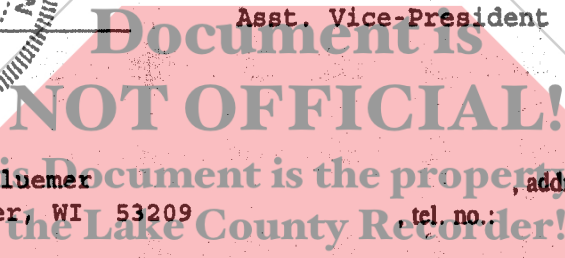 Asst. Vice-President
Document is
NOT OFFICIAL!
is Document is the property
luemer , addr
er, WI 53209 , tel. no.:
the Lake County Recorder!